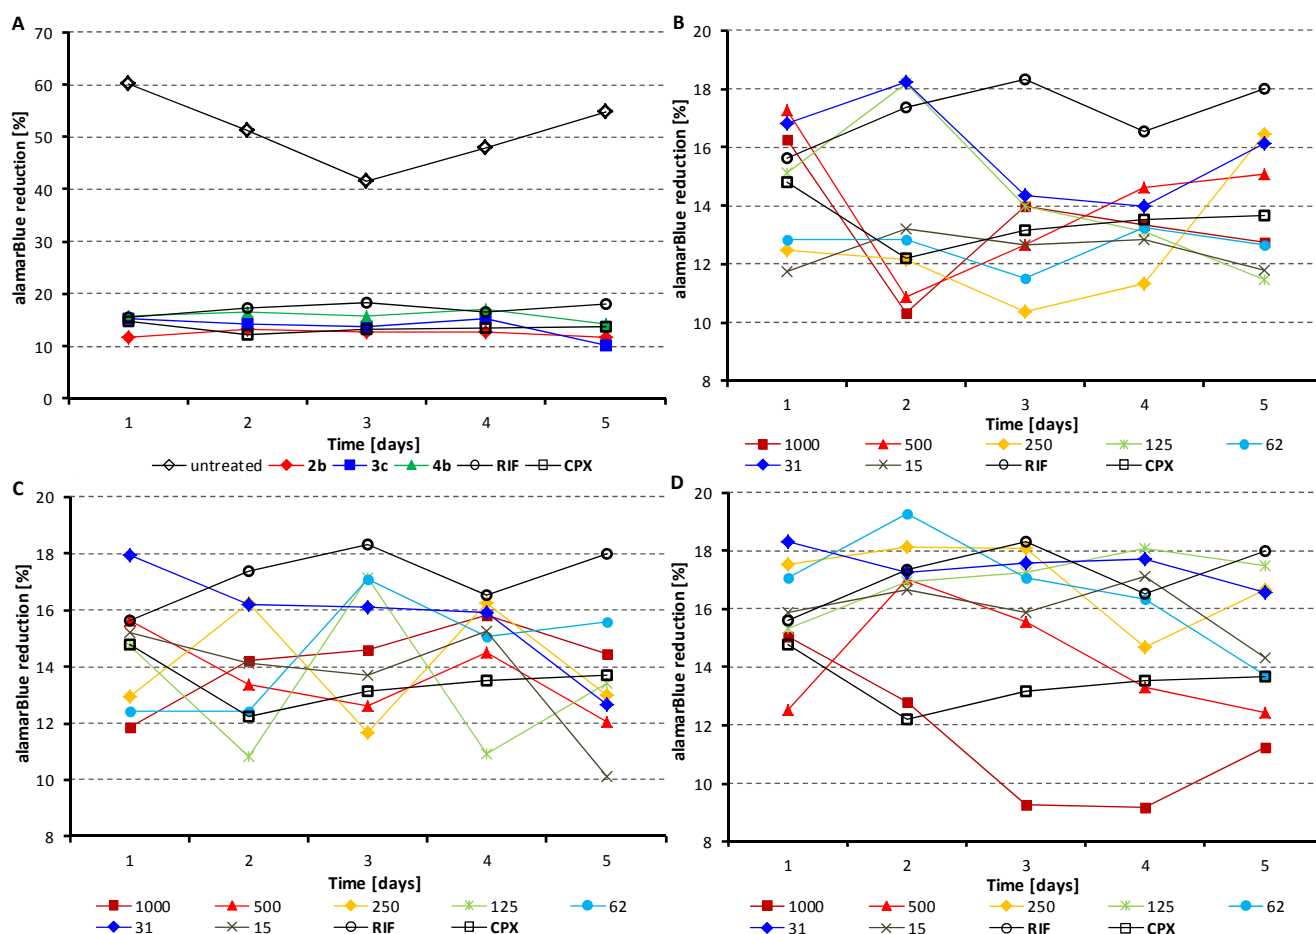 A
alamarBlue reduction [%]
70
60
50
40
30
20
10
0
1 2 3 4 5
Time [days]
untreated 2b 3c 4b RIF CPX
B
alamarBlue reduction [%]
20
18
16
14
12
10
8
1 2 3 4 5
Time [days]
1000 500 250 125 62
31 15 RIF CPX
C
alamarBlue reduction [%]
20
18
16
14
12
10
8
1 2 3 4 5
Time [days]
1000 500 250 125 62
31 15 RIF CPX
D
alamarBlue reduction [%]
20
18
16
14
12
10
8
1 2 3 4 5
Time [days]
1000 500 250 125 62
31 15 RIF CPX